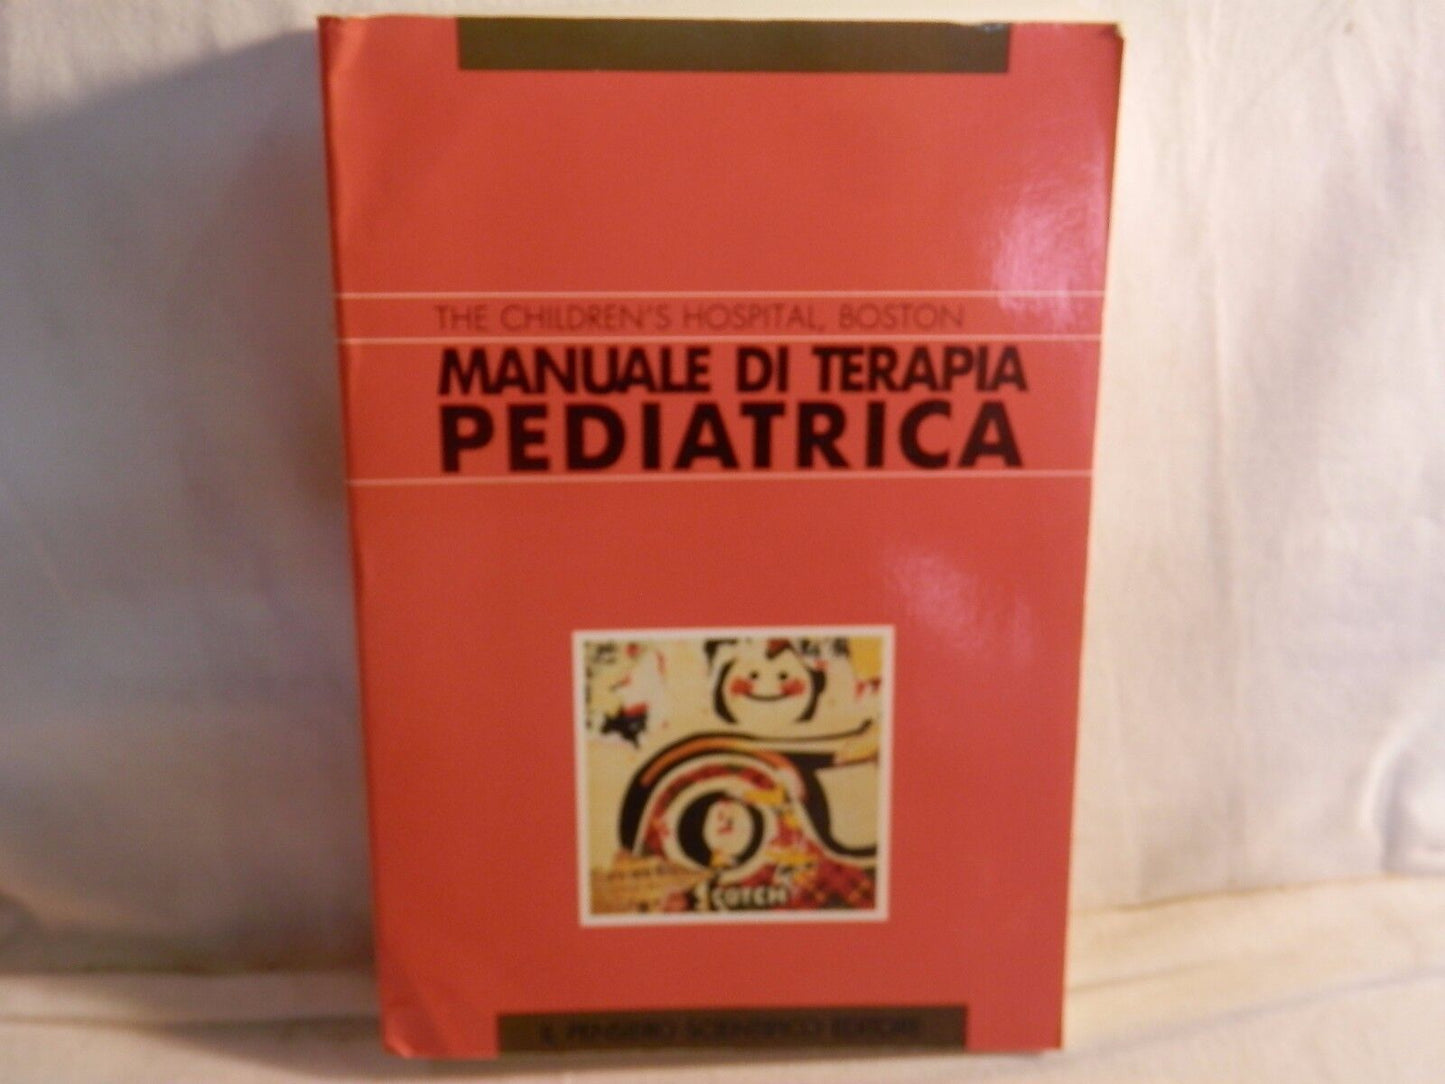 THE CHILDREN'S HOSPITAL, BOSTON
MANUALE DI TERAPIA
PEDIATRICA
SCOTCH
IL PENSIERO SCIENTIFICO EDITORE